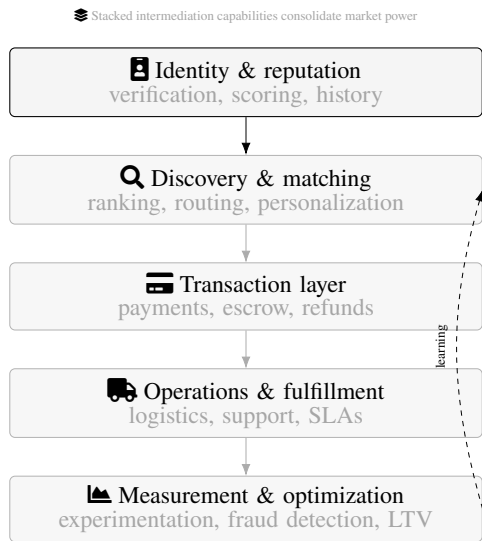 Stacked intermediation capabilities consolidate market power
Identity & reputation
verification, scoring, history
Discovery & matching
ranking, routing, personalization
Transaction layer
payments, escrow, refunds
learning
Operations & fulfillment
logistics, support, SLAs
Measurement & optimization
experimentation, fraud detection, LTV